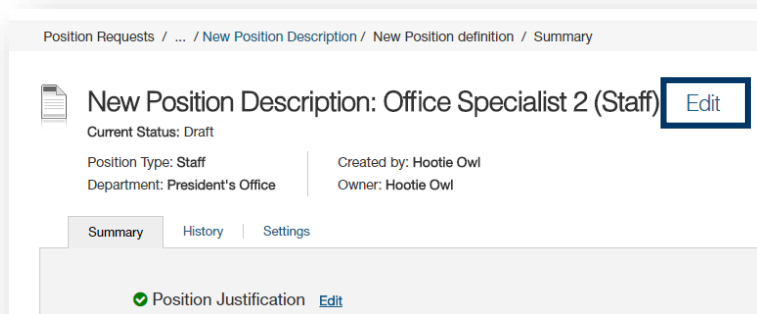 Position Requests / ... / New Position Description / New Position definition / Summary
New Position Description: Office Specialist 2 (Staff) Edit
Current Status: Draft
Position Type: Staff Created by: Hootie Owl
Department: President's Office Owner: Hootie Owl
Summary History Settings
Position Justification Edit